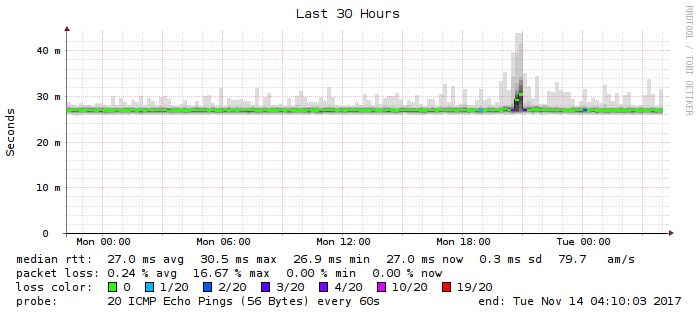 Last 30 Hours
RRDTOOL / TOBI OETIKER
Seconds
40 m
30 m
20 m
10 m
0
Mon 00:00 Mon 06:00 Mon 12:00 Mon 18:00 Tue 00:00
median rtt: 27.0 ms avg 30.5 ms max 26.9 ms min 27.0 ms now 0.3 ms sd 79.7 am/s
packet loss: 0.24 % avg 16.67 % max 0.00 % min 0.00 % now
loss color: 0 1/20 2/20 3/20 4/20 10/20 19/20
probe: 20 ICMP Echo Pings (56 Bytes) every 60s end: Tue Nov 14 04:10:03 2017